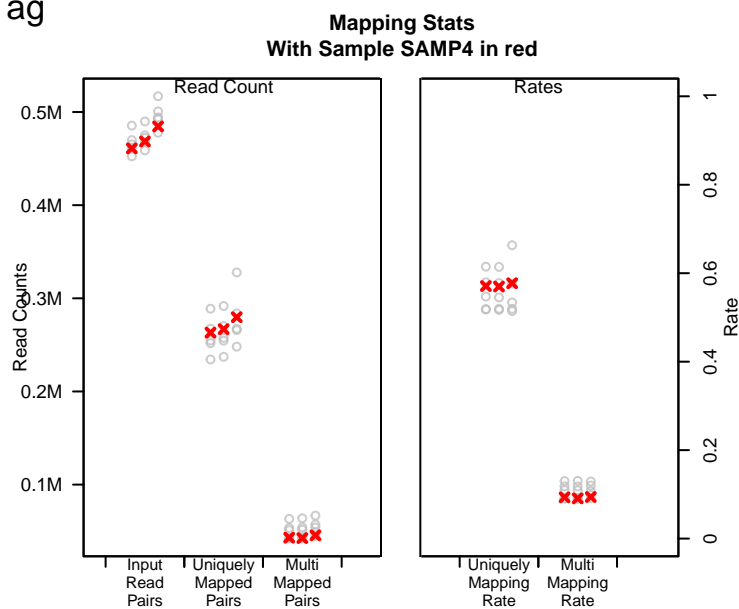 ag
Mapping Stats
With Sample SAMP4 in red
Read Count
Rates
Read Counts
0.5M
0.4M
0.3M
0.2M
0.1M
Input
Read
Pairs
Uniquely
Mapped
Pairs
Multi
Mapped
Pairs
Uniquely
Mapping
Rate
Multi
Mapping
Rate
1
0.8
0.6
0.4
0.2
0
Rate